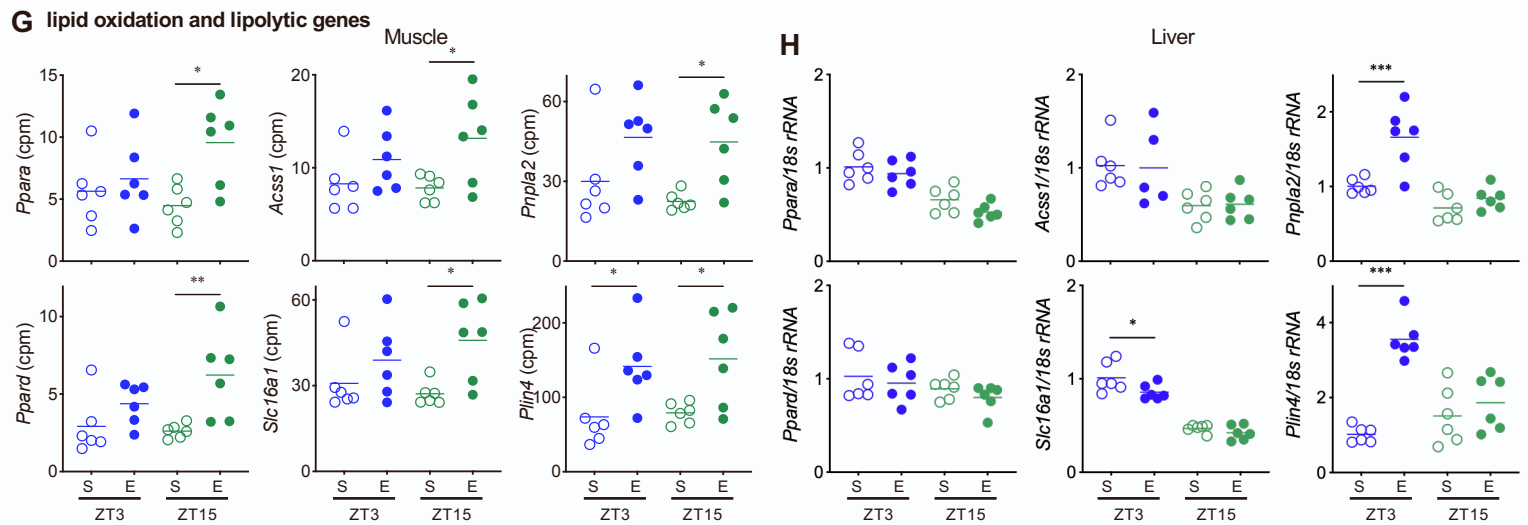 G lipid oxidation and lipolytic genes
Muscle
*
*
*
15
10
5
0
Ppara (cpm)
20
10
0
Acss1 (cpm)
60
30
0
Pnpla2 (cpm)
**
*
*
*
10
5
0
Ppard (cpm)
60
30
0
Slc16a1 (cpm)
200
100
0
Plin4 (cpm)
S E S E
ZT3 ZT15
S E S E
ZT3 ZT15
S E S E
ZT3 ZT15
H
Liver
***
2
1
0
Ppara/18s rRNA
2
1
0
Acss1/18s rRNA
2
1
0
Pnpla2/18s rRNA
*
***
2
1
0
Ppard/18s rRNA
2
1
0
Slc16a1/18s rRNA
4
2
0
Plin4/18s rRNA
S E S E
ZT3 ZT15
S E S E
ZT3 ZT15
S E S E
ZT3 ZT15